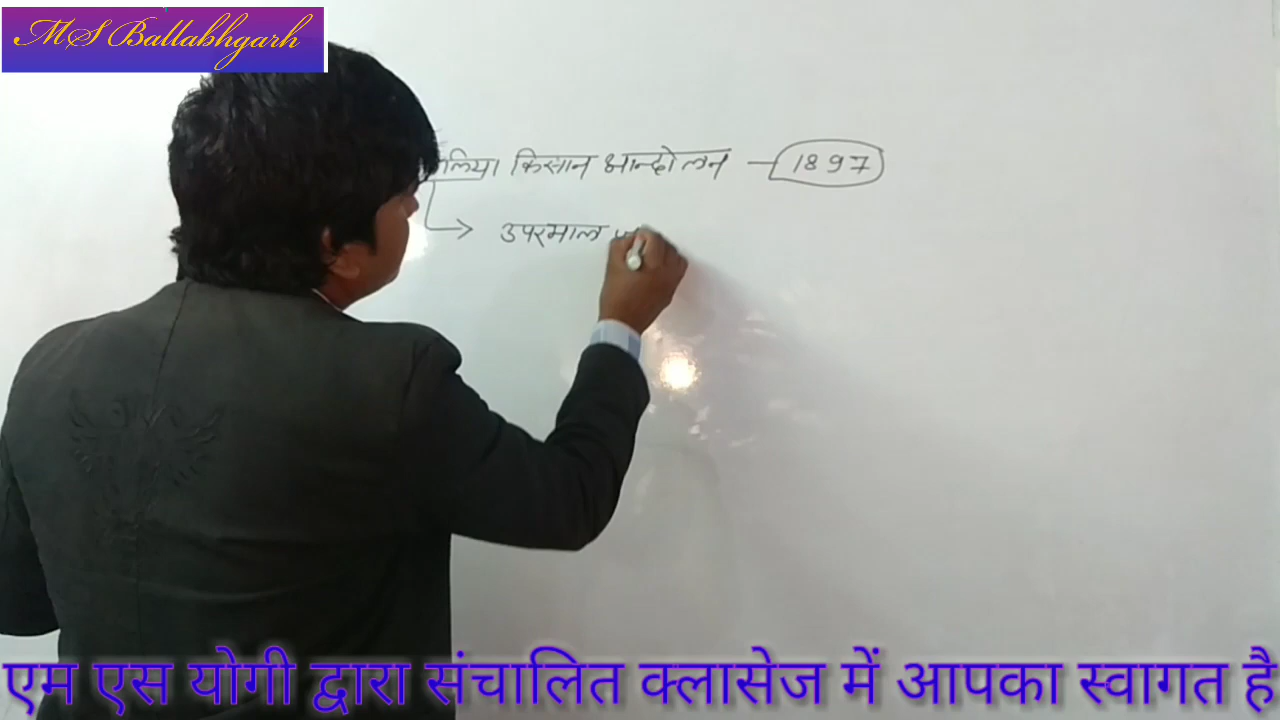 MS Ballabhgarh
किसान आन्दोलन - 1897
उपरमाल
एम एस योगी द्वारा संचालित क्लासेज में आपका स्वागत है